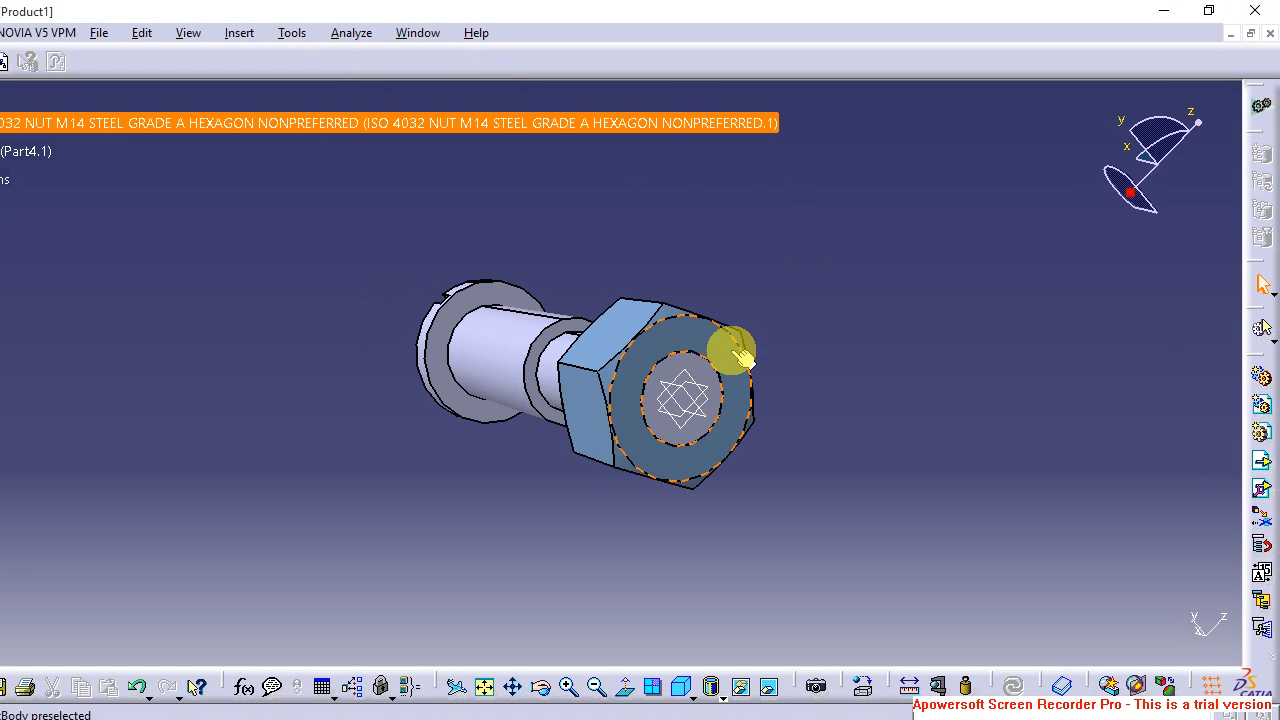 Product1]
NOVIA V5 VPM File Edit View Insert Tools Analyze Window Help
032 NUT M14 STEEL GRADE A HEXAGON NONPREFERRED (ISO 4032 NUT M14 STEEL GRADE A HEXAGON NONPREFERRED.1)
(Part4.1)
ns
z
y
x
y z
x
f(x)
CATIA
Apowersoft Screen Recorder Pro - This is a trial version
Body preselected